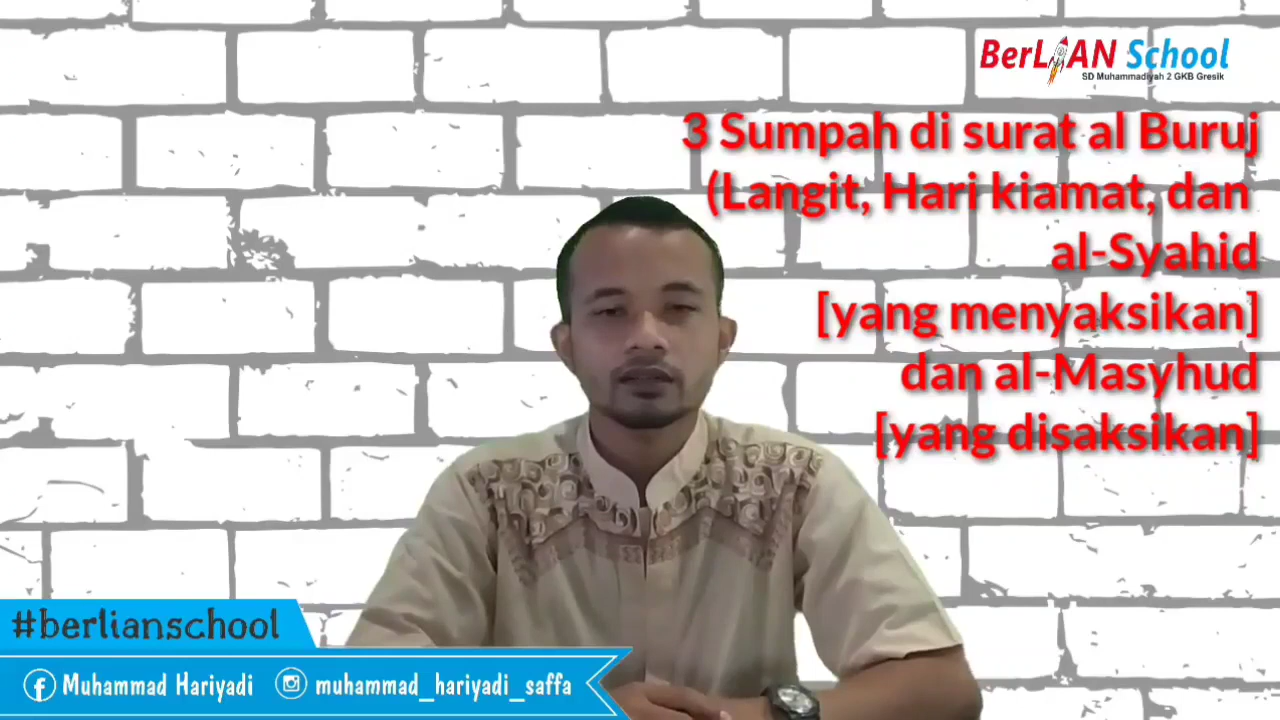 BerLIAN School
SD Muhammadiyah 2 GKB Gresik
3 Sumpah di surat al Buruj
(Langit, Hari kiamat, dan
al-Syahid
[yang menyaksikan]
dan al-Masyhud
[yang disaksikan]
#berlianschool
Muhammad Hariyadi
muhammad_hariyadi_saffa